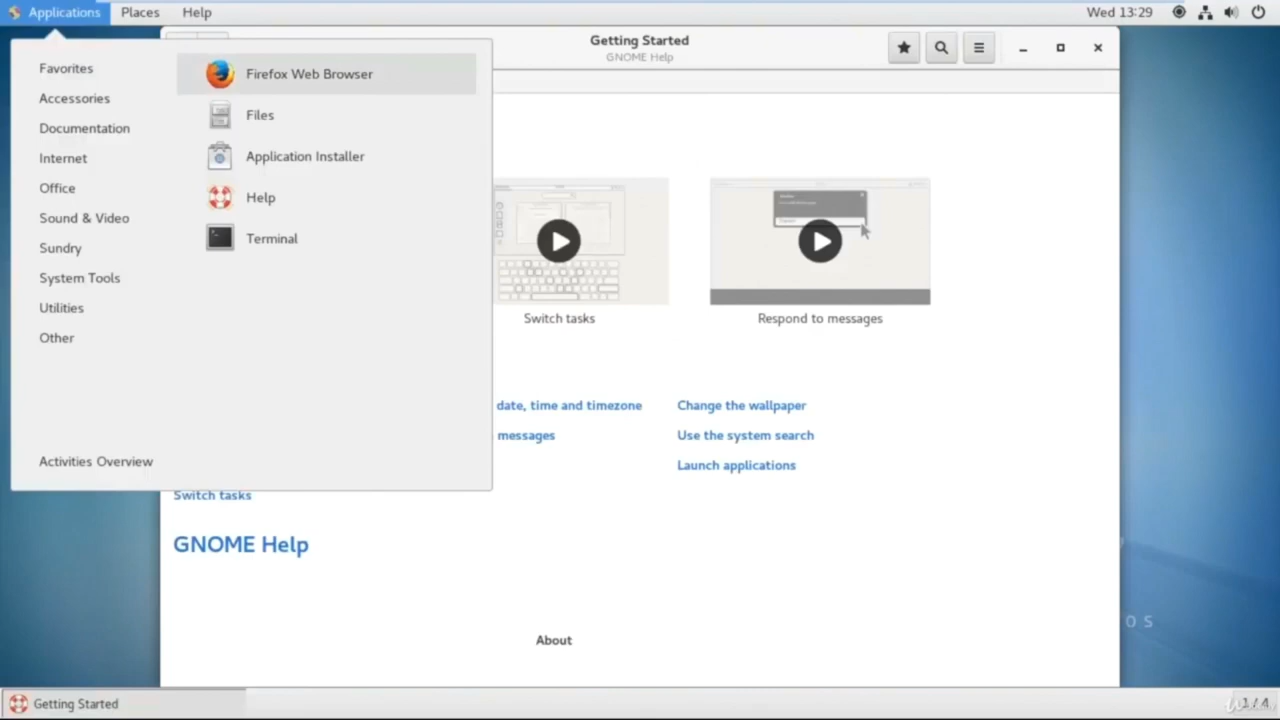 Applications Places Help Wed 13:29
Getting Started
GNOME Help
Favorites
Accessories
Documentation
Internet
Office
Sound & Video
Sundry
System Tools
Utilities
Other
Activities Overview
Firefox Web Browser
Files
Application Installer
Help
Terminal
Switch tasks
Respond to messages
date, time and timezone
messages
Change the wallpaper
Use the system search
Launch applications
Switch tasks
GNOME Help
About
O S
Getting Started
1 / 4